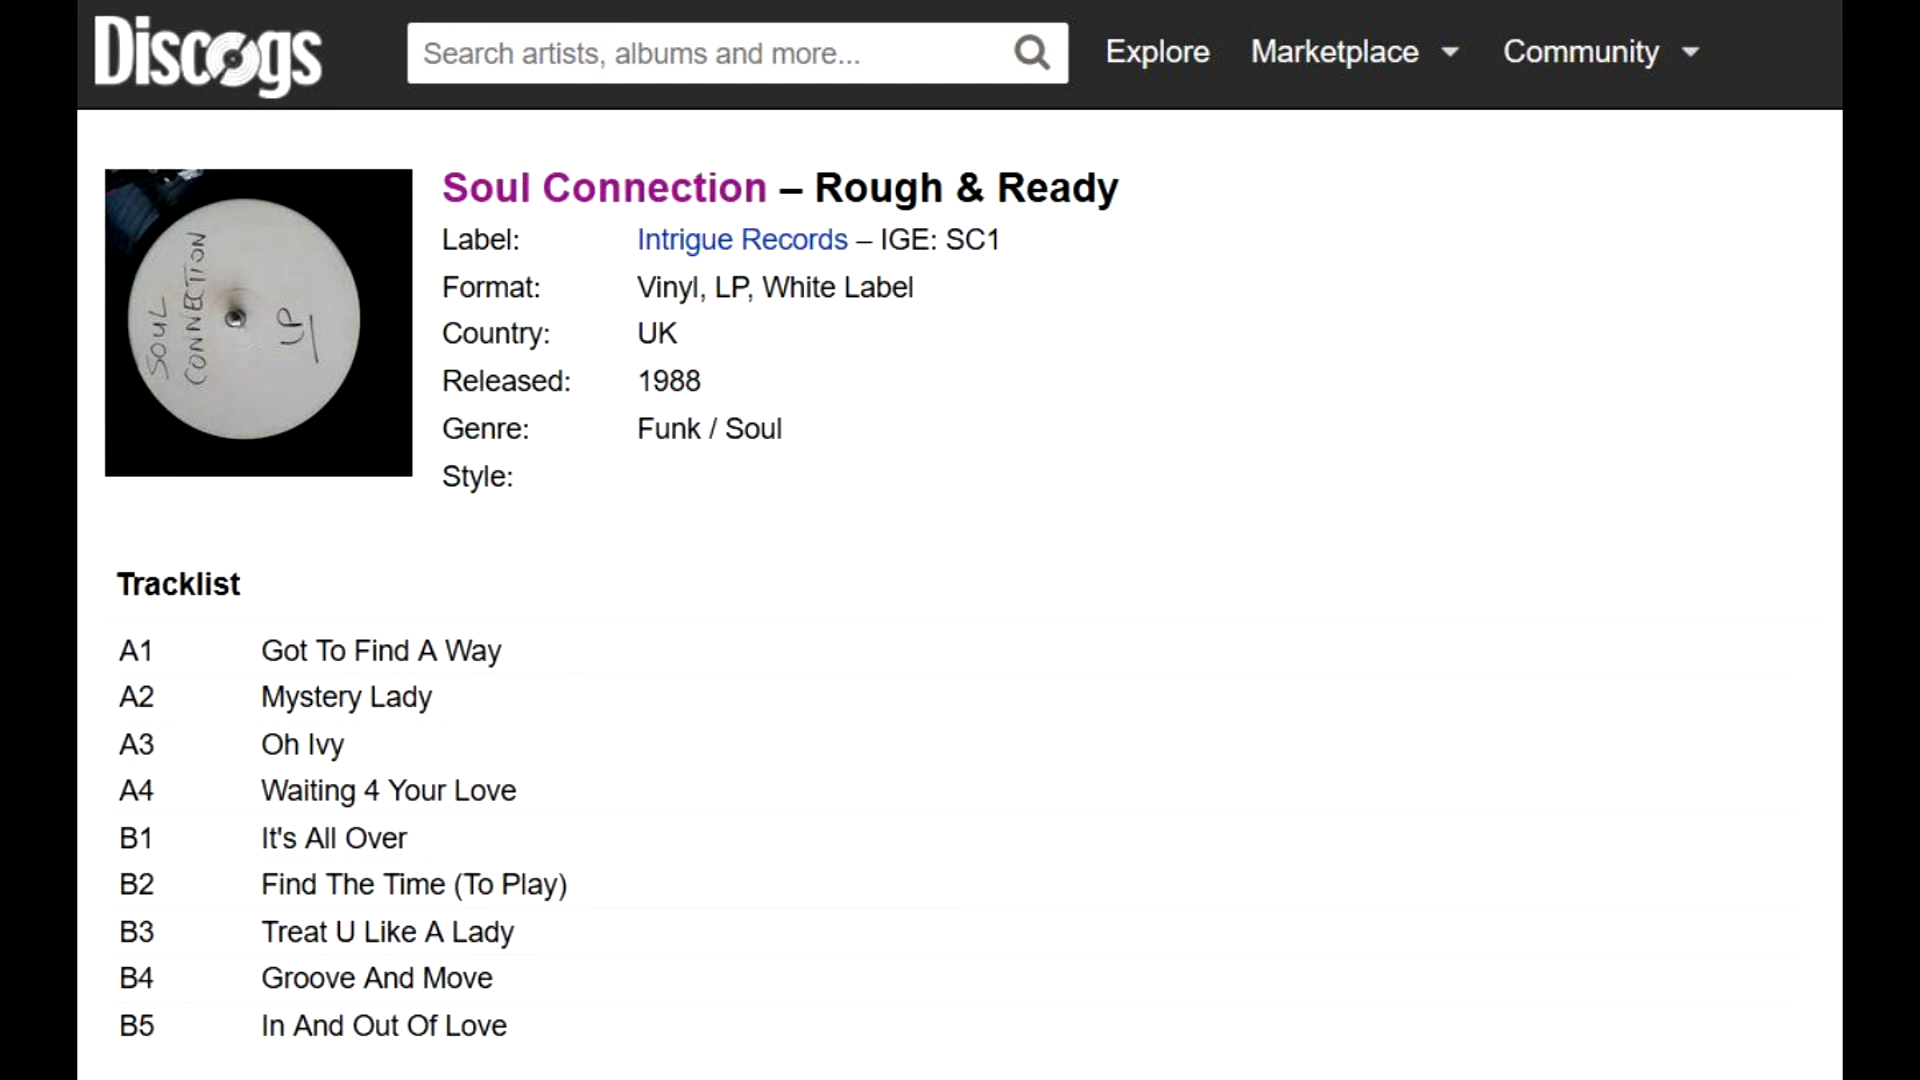 Discogs
Search artists, albums and more...
Explore
Marketplace
Community
SOUL
CONNECTION
LP
Soul Connection – Rough & Ready
Label: Intrigue Records – IGE: SC1
Format: Vinyl, LP, White Label
Country: UK
Released: 1988
Genre: Funk / Soul
Style:
Tracklist
A1 Got To Find A Way
A2 Mystery Lady
A3 Oh Ivy
A4 Waiting 4 Your Love
B1 It's All Over
B2 Find The Time (To Play)
B3 Treat U Like A Lady
B4 Groove And Move
B5 In And Out Of Love